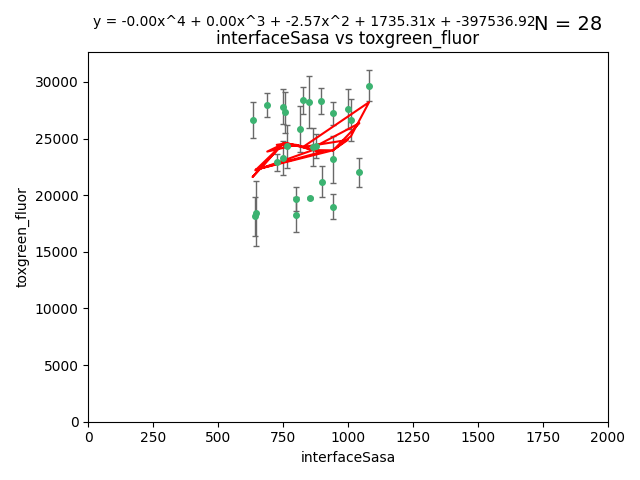 y = -0.00x^4 + 0.00x^3 + -2.57x^2 + 1735.31x + -397536.92
N = 28
interfaceSasa vs toxgreen_fluor
toxgreen_fluor
30000
25000
20000
15000
10000
5000
0
0 250 500 750 1000 1250 1500 1750 2000
interfaceSasa